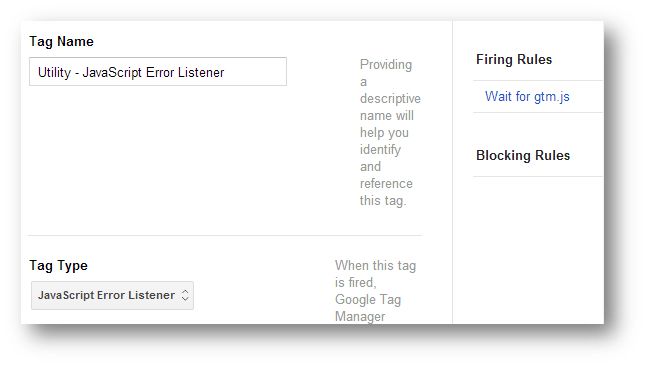 Tag Name
Utility - JavaScript Error Listener
Providing
a
descriptive
name will
help you
identify
and
reference
this tag.
Tag Type
JavaScript Error Listener
When this tag
is fired,
Google Tag
Manager
Firing Rules
Wait for gtm.js
Blocking Rules